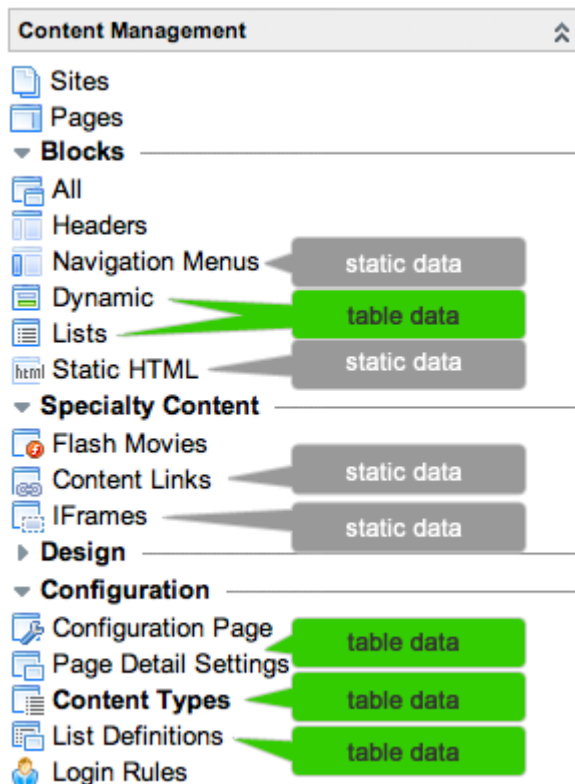 Content Management
Sites
Pages
Blocks
All
Headers
Navigation Menus static data
Dynamic table data
Lists
Static HTML static data
html
Specialty Content
Flash Movies
Content Links static data
IFrames static data
Design
Configuration
Configuration Page table data
Page Detail Settings
Content Types table data
List Definitions table data
Login Rules